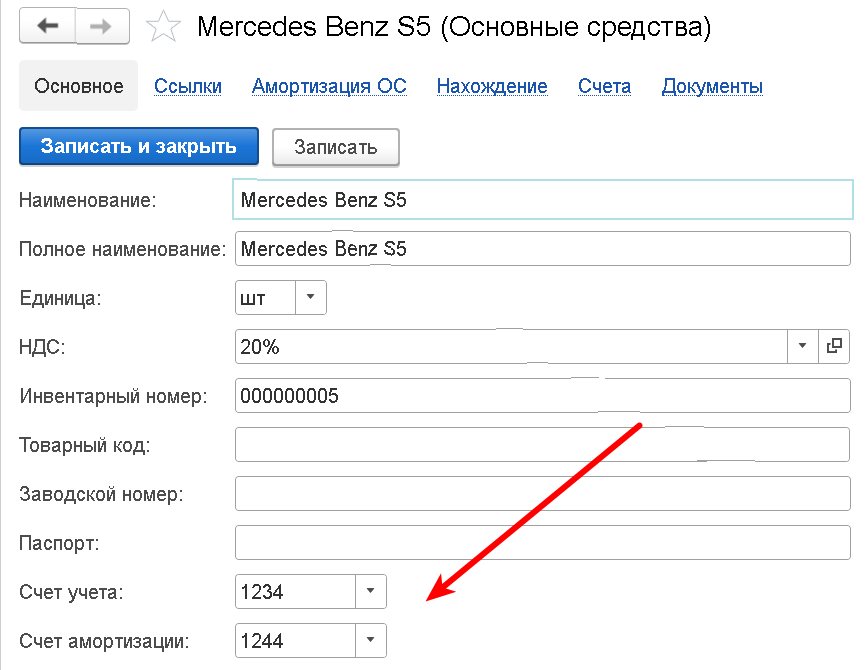 Mercedes Benz S5 (Основные средства)
Основное Ссылки Амортизация ОС Нахождение Счета Документы
Записать и закрыть Записать
Наименование: Mercedes Benz S5
Полное наименование: Mercedes Benz S5
Единица: шт
НДС: 20%
Инвентарный номер: 000000005
Товарный код:
Заводской номер:
Паспорт:
Счет учета: 1234
Счет амортизации: 1244